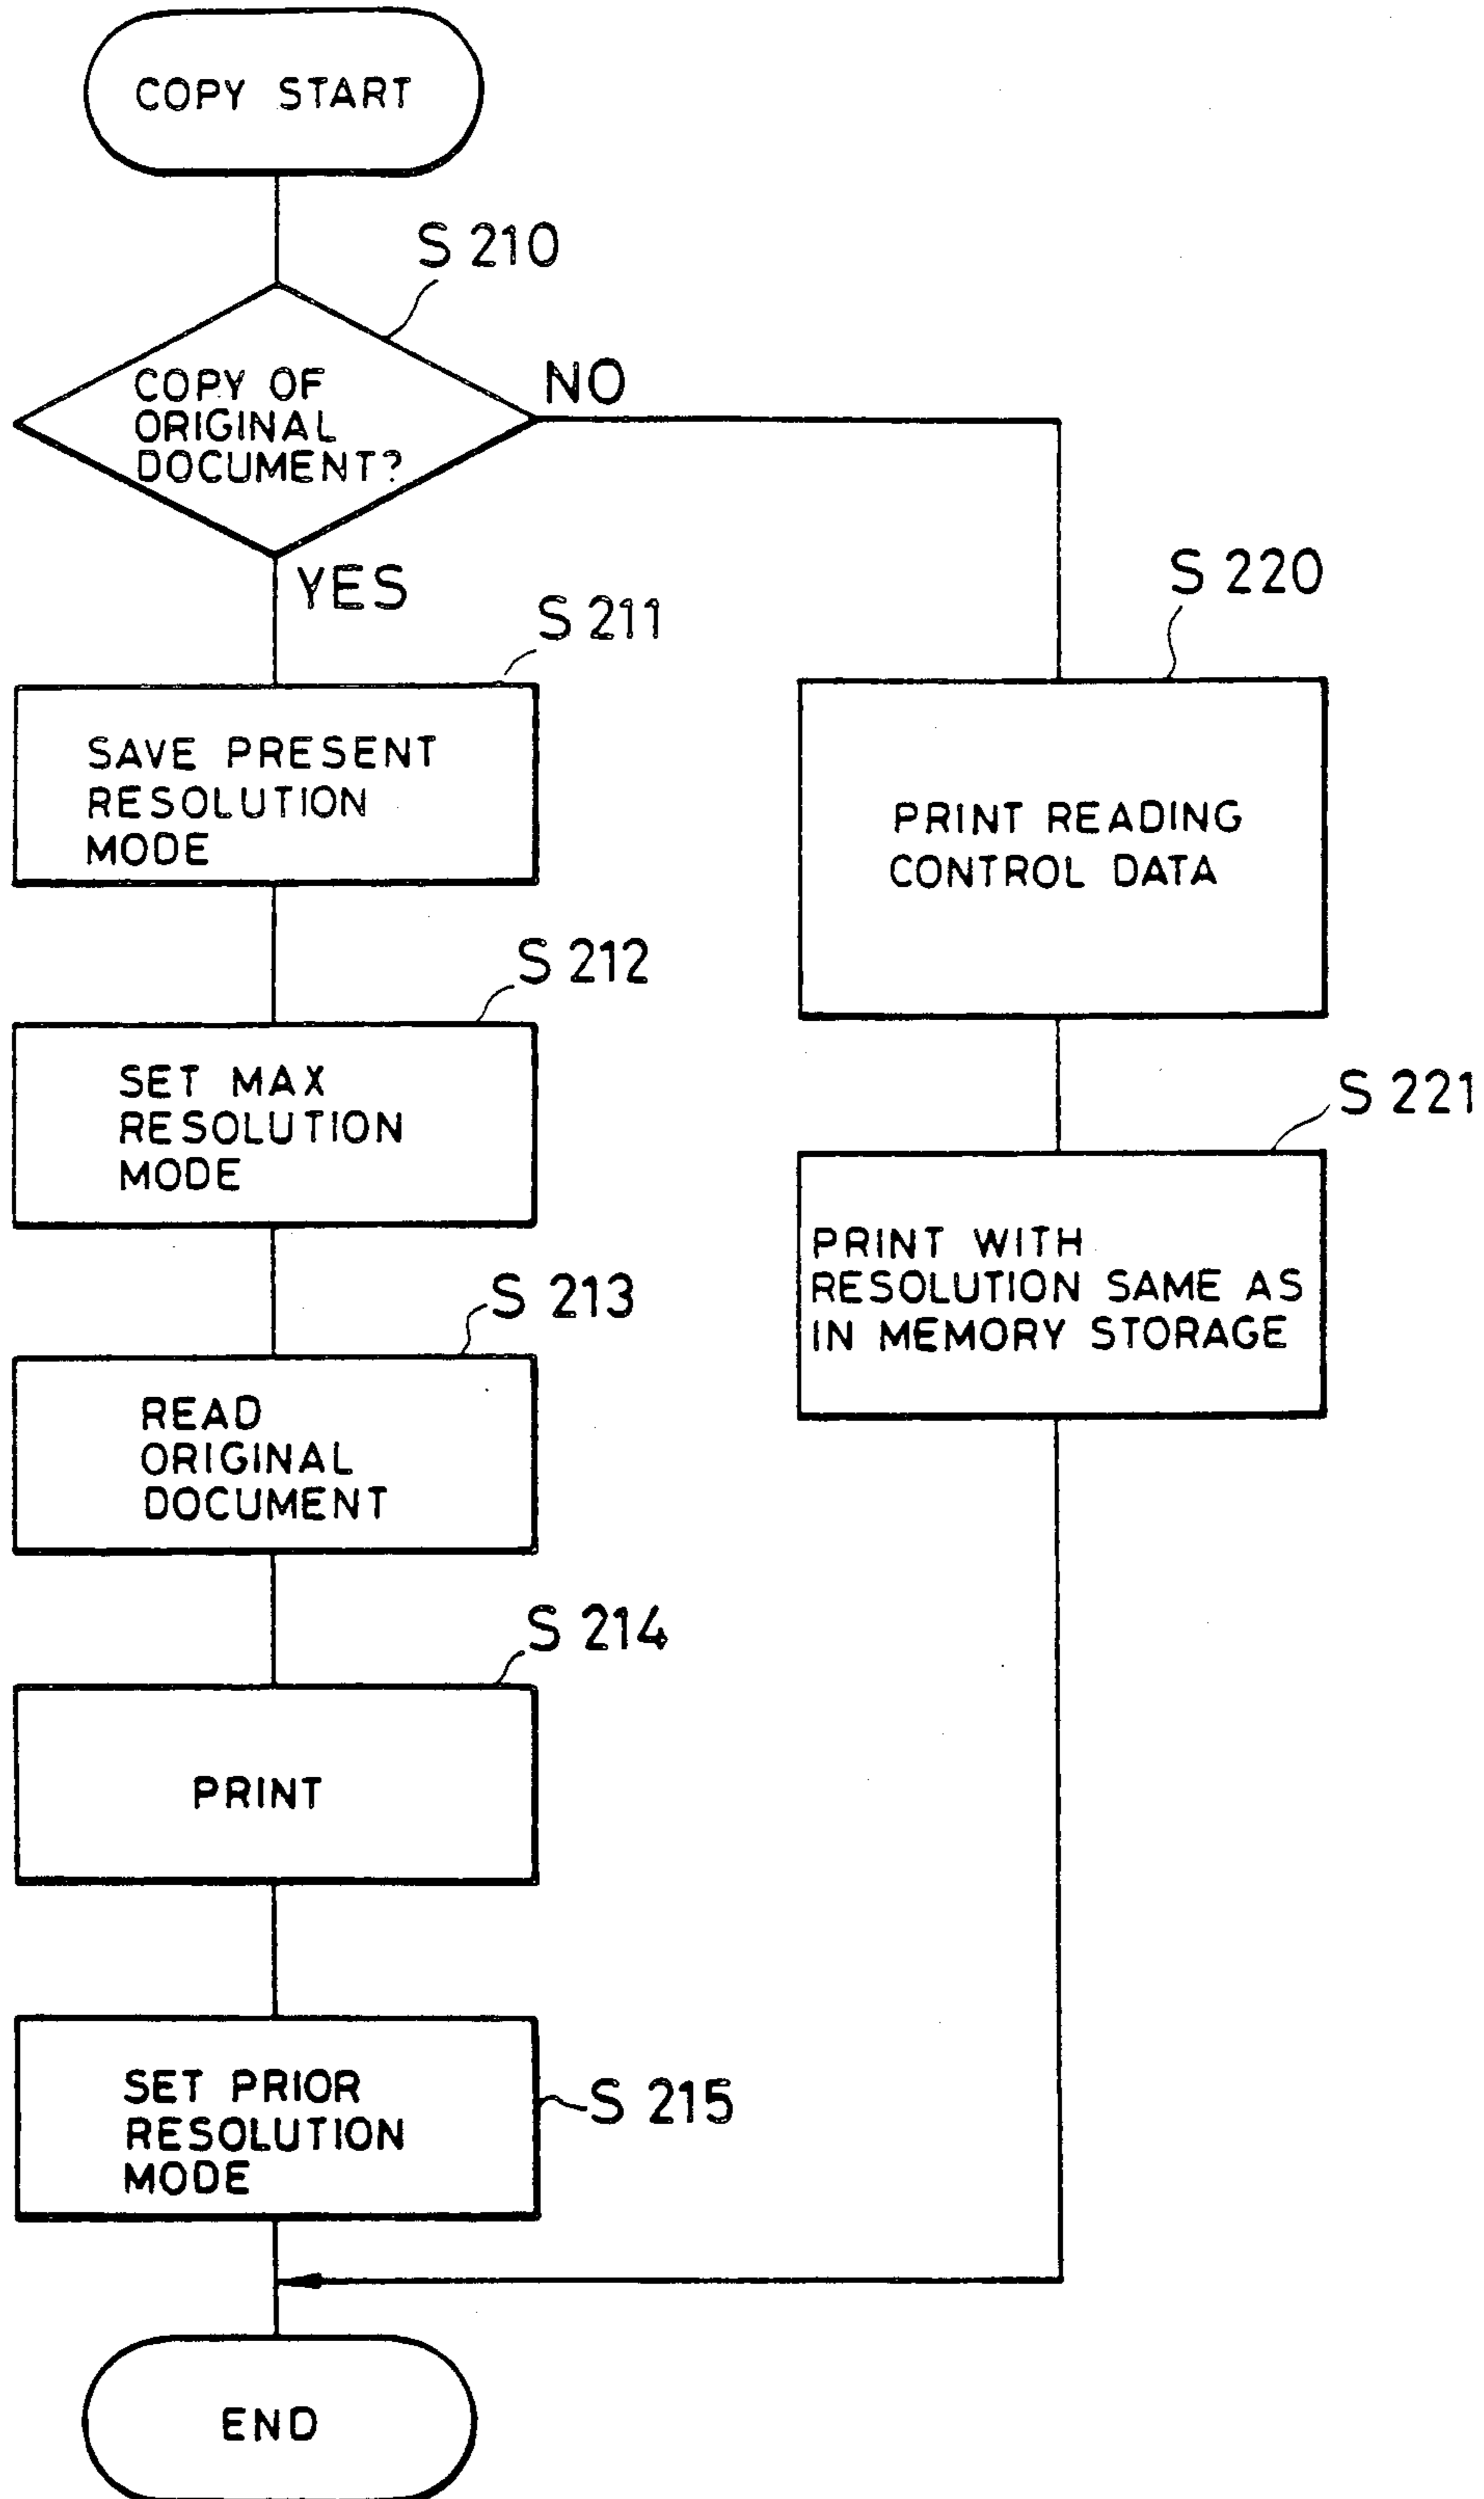 COPY START
S 210
COPY OF
ORIGINAL
DOCUMENT?
NO
YES
S 211
SAVE PRESENT
RESOLUTION
MODE
S 212
SET MAX
RESOLUTION
MODE
S 213
READ
ORIGINAL
DOCUMENT
S 214
PRINT
S 215
SET PRIOR
RESOLUTION
MODE
S 220
PRINT READING
CONTROL DATA
S 221
PRINT WITH
RESOLUTION SAME AS
IN MEMORY STORAGE
END